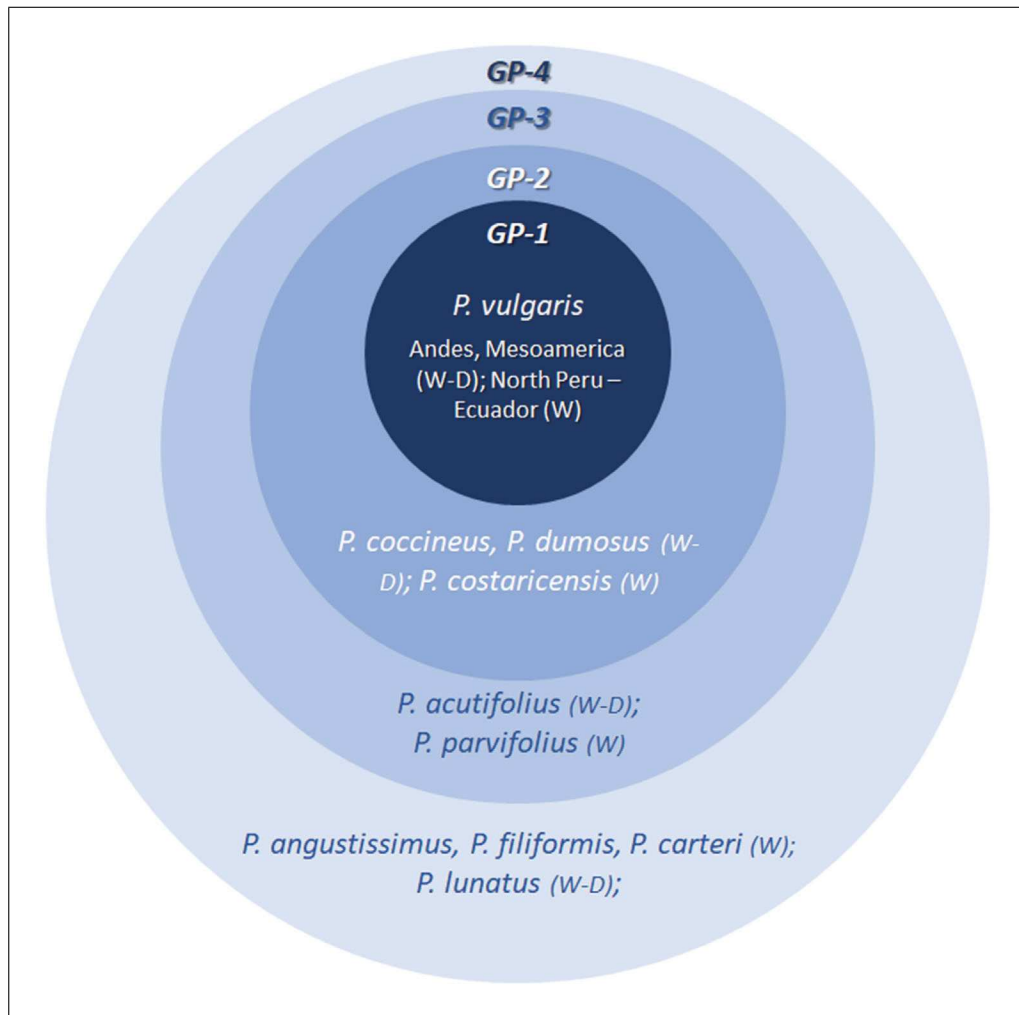 GP-4
GP-3
GP-2
GP-1
P. vulgaris
Andes, Mesoamerica
(W-D); North Peru –
Ecuador (W)
P. coccineus, P. dumosus (W-
D); P. costaricensis (W)
P. acutifolius (W-D);
P. parvifolius (W)
P. angustissimus, P. filiformis, P. carteri (W);
P. lunatus (W-D);